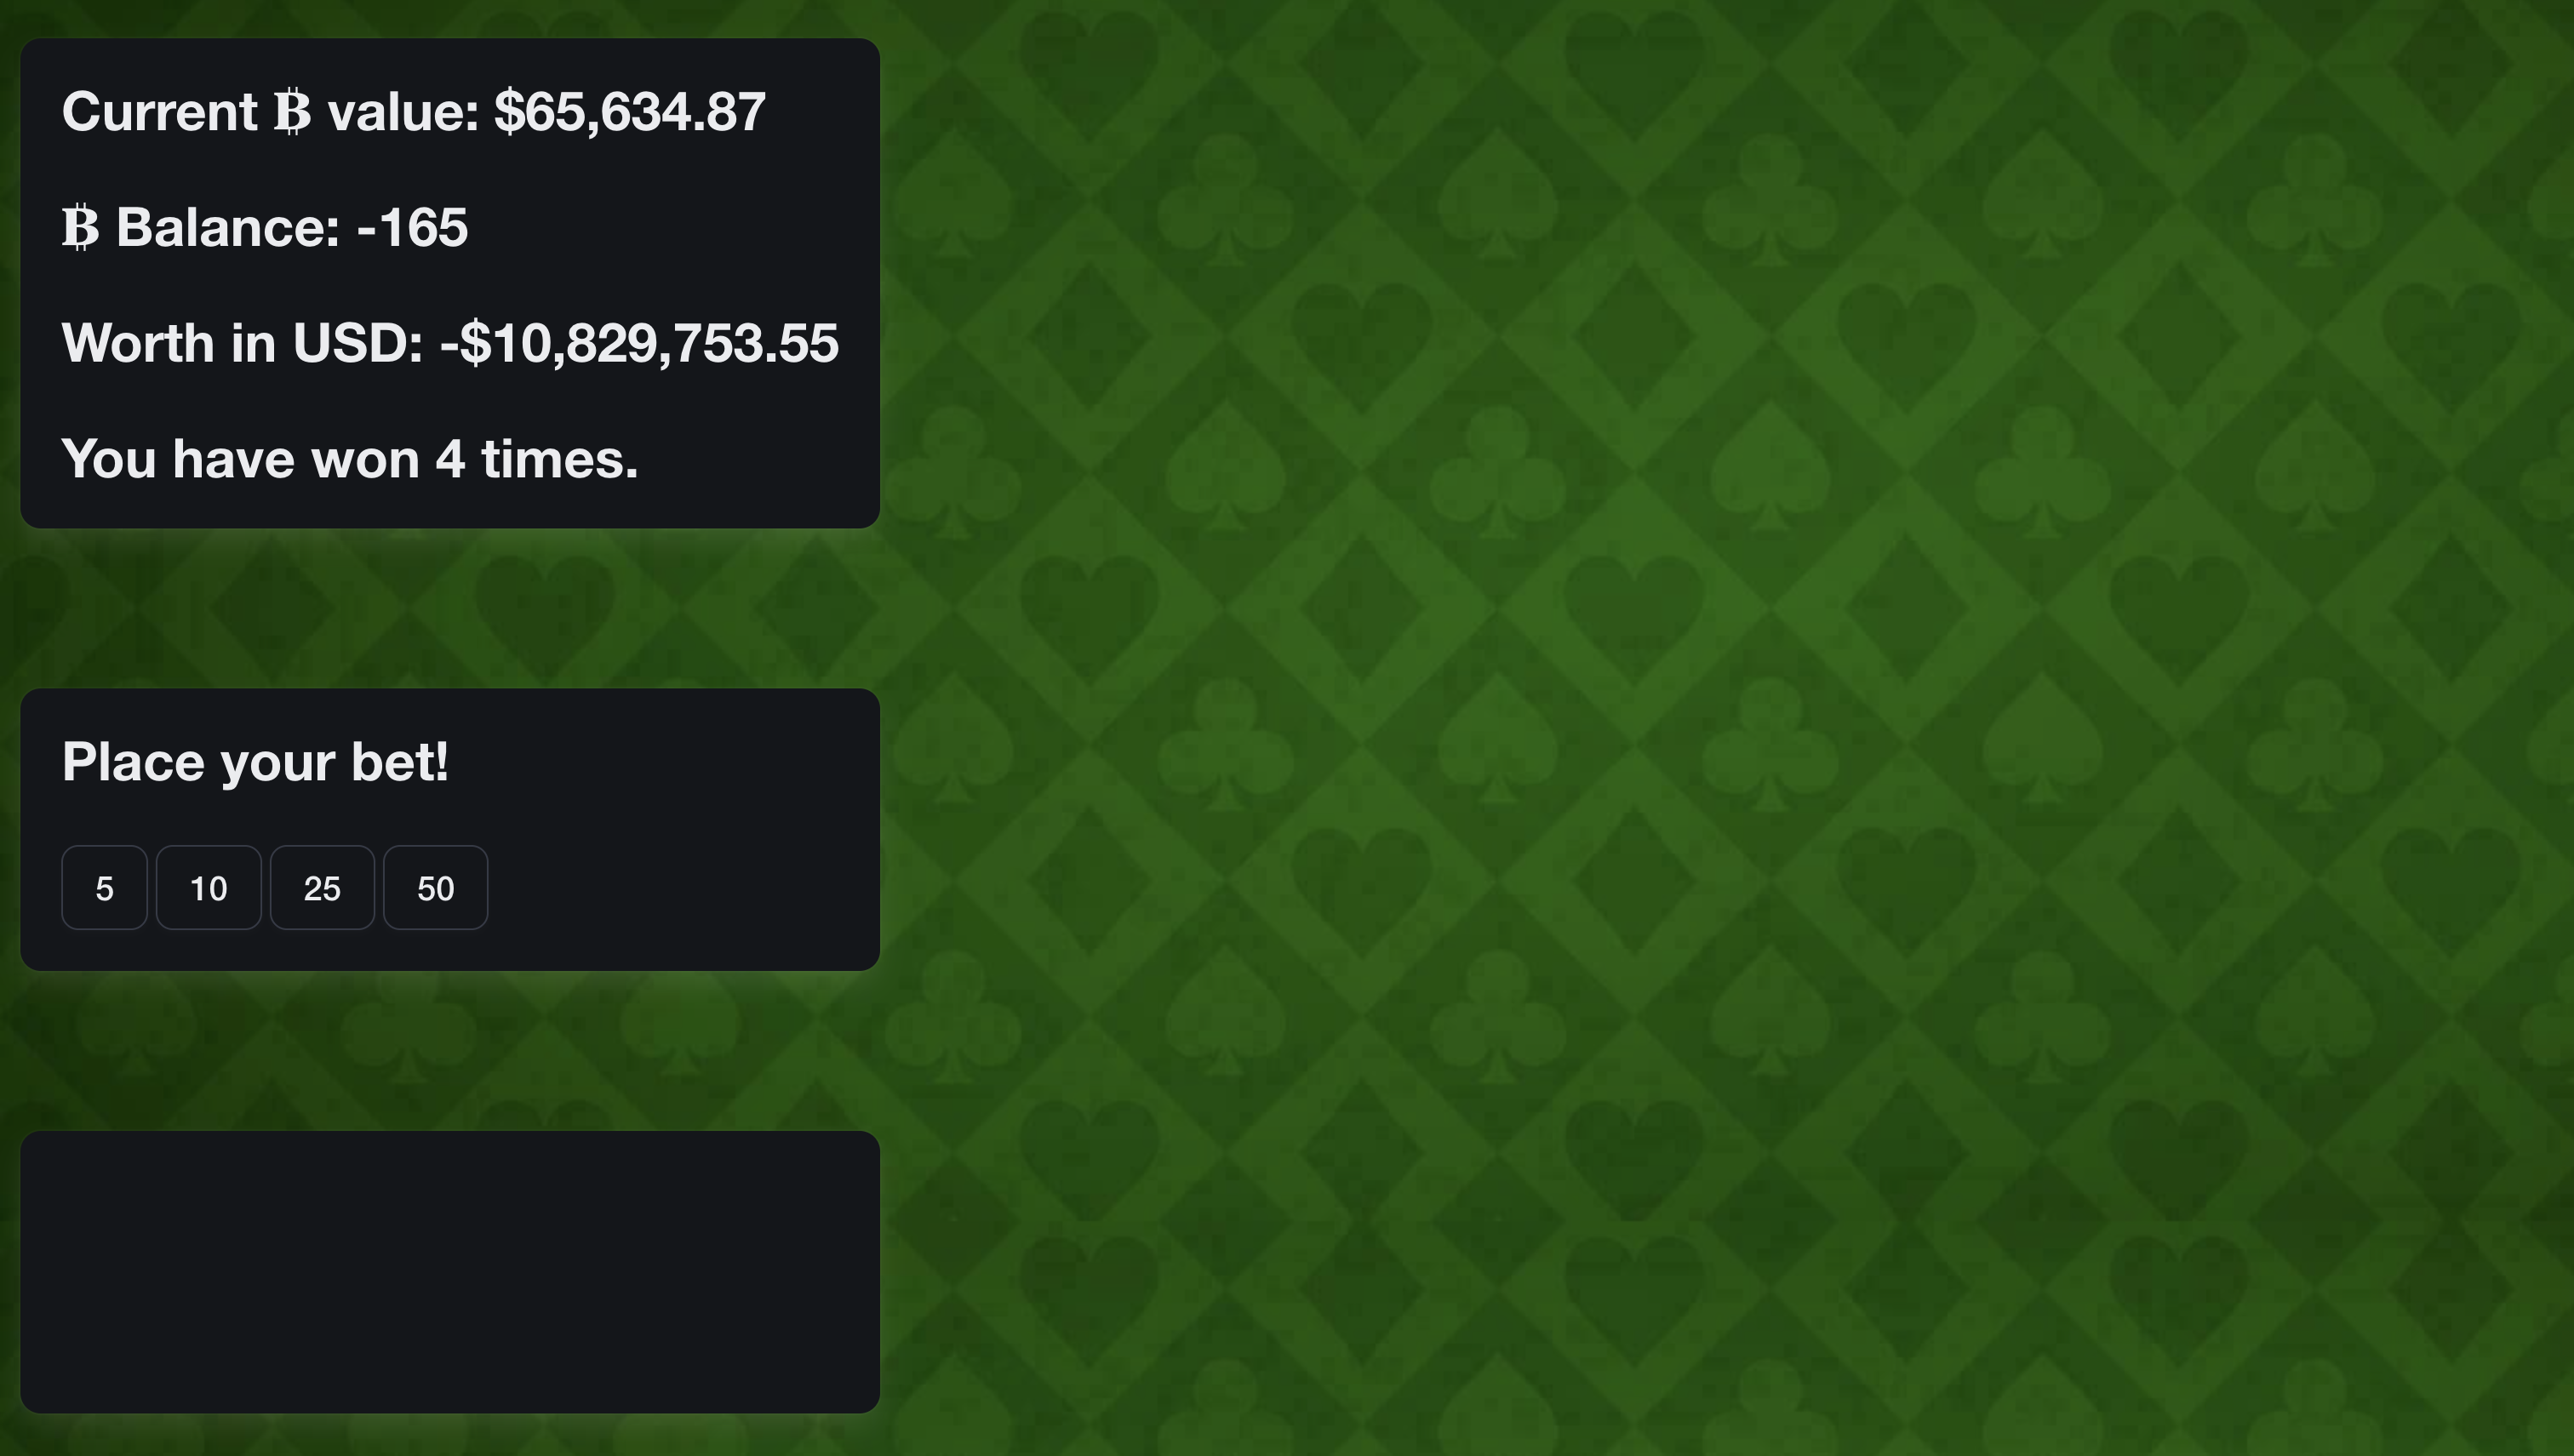 Current ₿ value: $65,634.87
₿ Balance: -165
Worth in USD: -$10,829,753.55
You have won 4 times.
Place your bet!
5 10 25 50